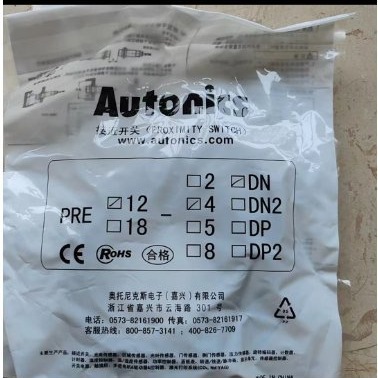 Autonics
接近开关 (PROXIMITY SWITCH)
www.autonics.com
PRE
☑12 -
□18
□2
☑4
□5
□8
☑DN
□DN2
□DP
□DP2
CE RoHS 合格
奥托尼克斯电子(嘉兴)有限公司
浙江省嘉兴市云海路 301 号
电话: 0573-82161900 传真: 0573-82161917
客服热线: 800-857-3141 : 400-826-7709